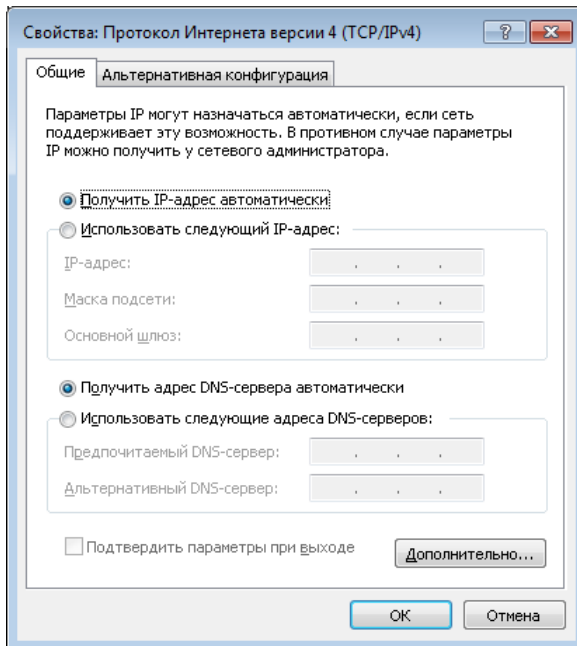 Свойства: Протокол Интернета версии 4 (TCP/IPv4)
Общие
Альтернативная конфигурация
Параметры IP могут назначаться автоматически, если сеть
поддерживает эту возможность. В противном случае параметры
IP можно получить у сетевого администратора.
Получить IP-адрес автоматически
Использовать следующий IP-адрес:
IP-адрес:
Маска подсети:
Основной шлюз:
Получить адрес DNS-сервера автоматически
Использовать следующие адреса DNS-серверов:
Предпочитаемый DNS-сервер:
Альтернативный DNS-сервер:
Подтвердить параметры при выходе
Дополнительно...
ОК
Отмена